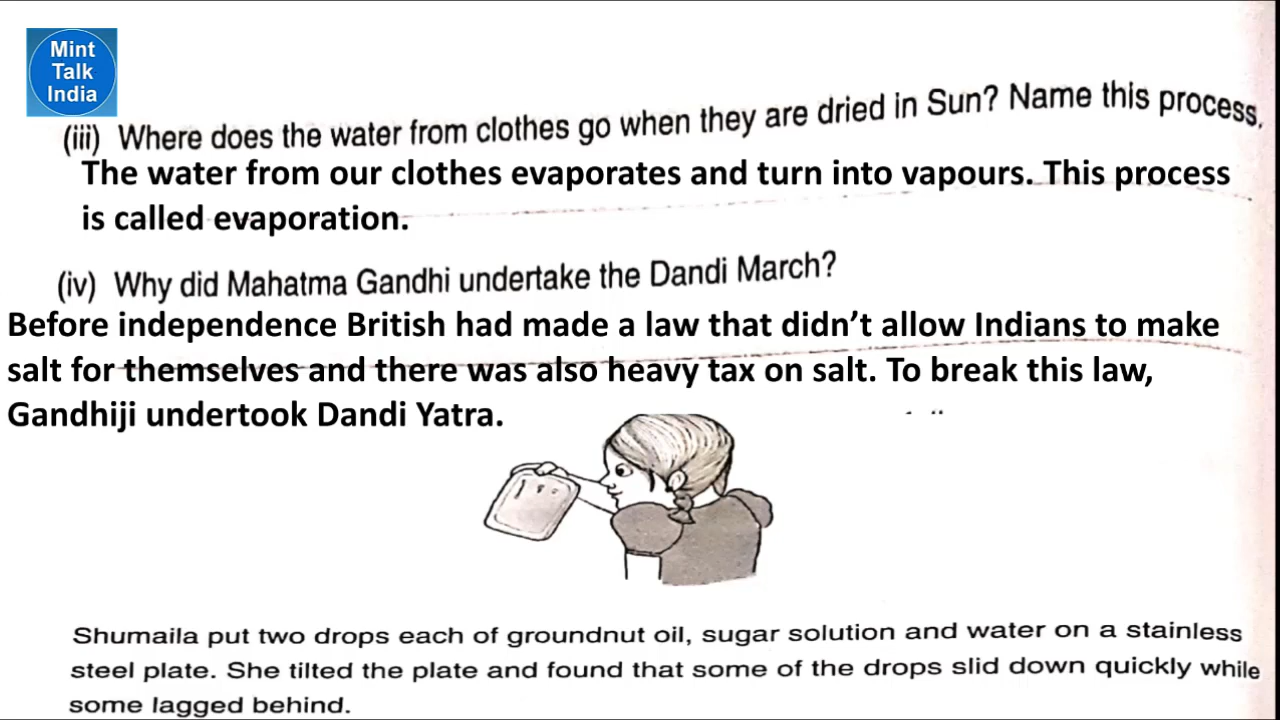 Mint
Talk
India
(iii) Where does the water from clothes go when they are dried in Sun? Name this process.
The water from our clothes evaporates and turn into vapours. This process
is called evaporation.
(iv) Why did Mahatma Gandhi undertake the Dandi March?
Before independence British had made a law that didn’t allow Indians to make
salt for themselves and there was also heavy tax on salt. To break this law,
Gandhiji undertook Dandi Yatra.
Shumaila put two drops each of groundnut oil, sugar solution and water on a stainless
steel plate. She tilted the plate and found that some of the drops slid down quickly while
some lagged behind.